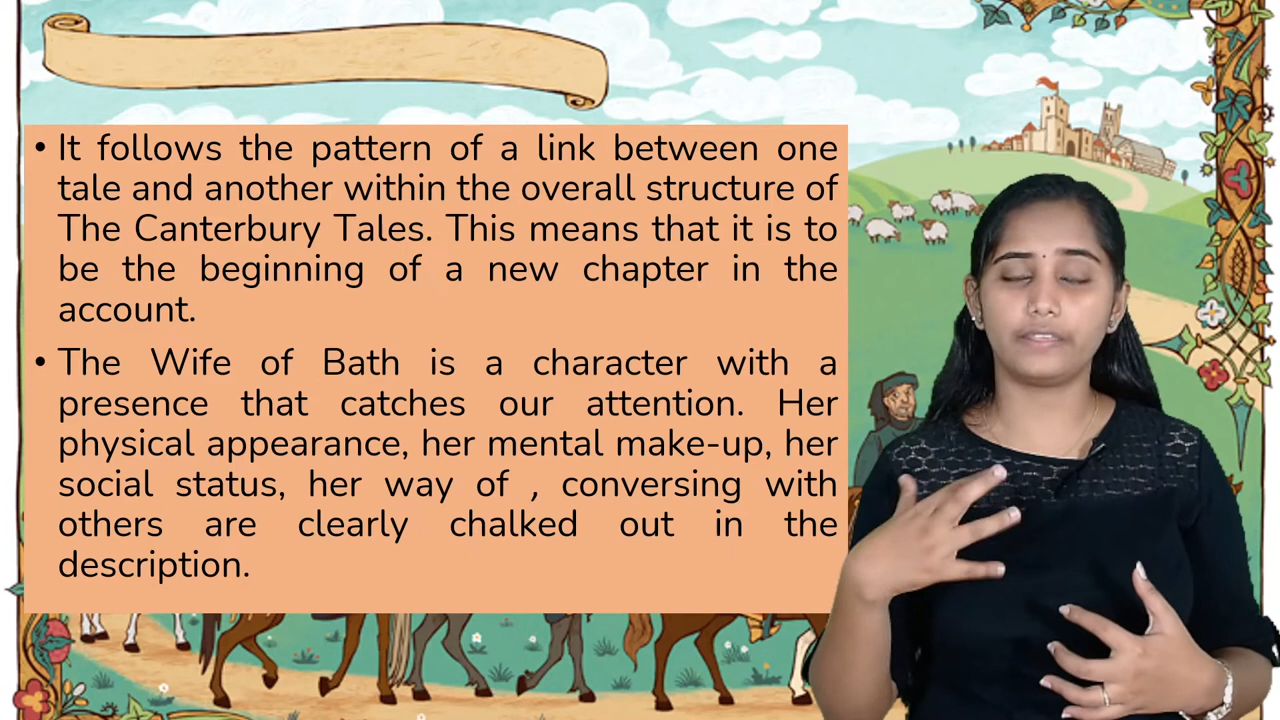 • It follows the pattern of a link between one
tale and another within the overall structure of
The Canterbury Tales. This means that it is to
be the beginning of a new chapter in the
account.
• The Wife of Bath is a character with a
presence that catches our attention. Her
physical appearance, her mental make-up, her
social status, her way of , conversing with
others are clearly chalked out in the
description.